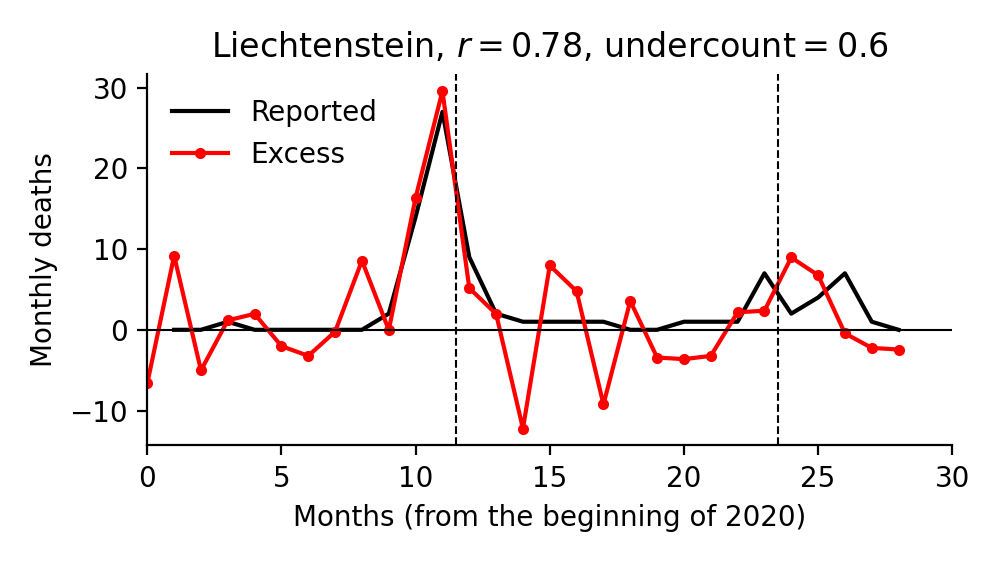 Liechtenstein, r = 0.78, undercount = 0.6
30
20
10
0
−10
Monthly deaths
Reported
Excess
0 5 10 15 20 25 30
Months (from the beginning of 2020)